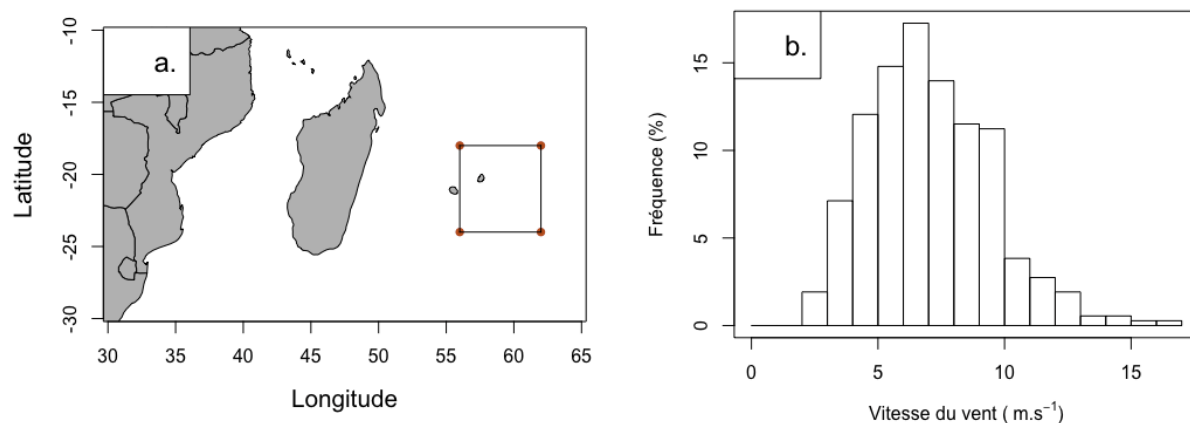 a.
Latitude
-10
-15
-20
-25
-30
30 35 40 45 50 55 60 65
Longitude
b.
Fréquence (%)
15
10
5
0
0 5 10 15
Vitesse du vent ( m.s⁻¹)